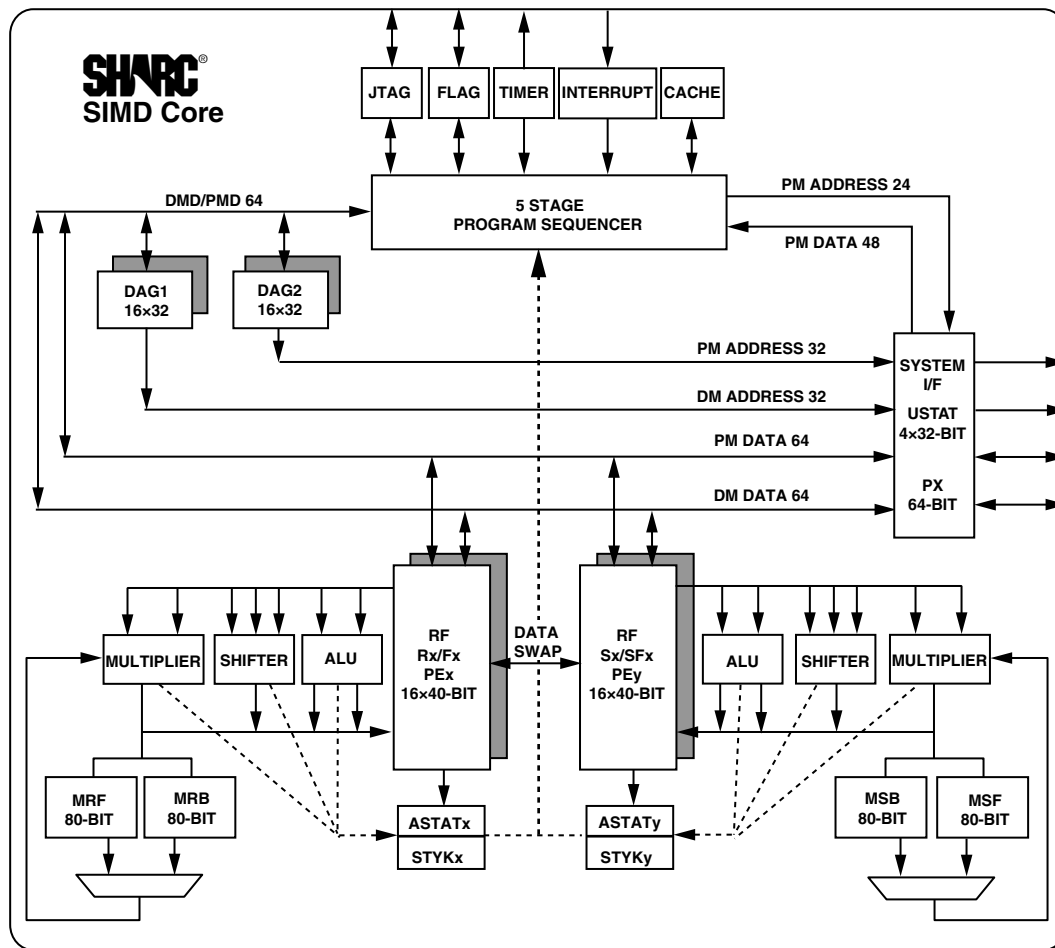 SHARC®
SIMD Core
JTAG
FLAG
TIMER
INTERRUPT
CACHE
DMD/PMD 64
5 STAGE
PROGRAM SEQUENCER
PM ADDRESS 24
PM DATA 48
DAG1
16×32
DAG2
16×32
PM ADDRESS 32
DM ADDRESS 32
PM DATA 64
DM DATA 64
SYSTEM
I/F
USTAT
4×32-BIT
PX
64-BIT
MULTIPLIER
SHIFTER
ALU
RF
Rx/Fx
PEx
16×40-BIT
DATA
SWAP
RF
Sx/SFx
PEy
16×40-BIT
ALU
SHIFTER
MULTIPLIER
MRF
80-BIT
MRB
80-BIT
ASTATx
STYKx
ASTATy
STYKy
MSB
80-BIT
MSF
80-BIT